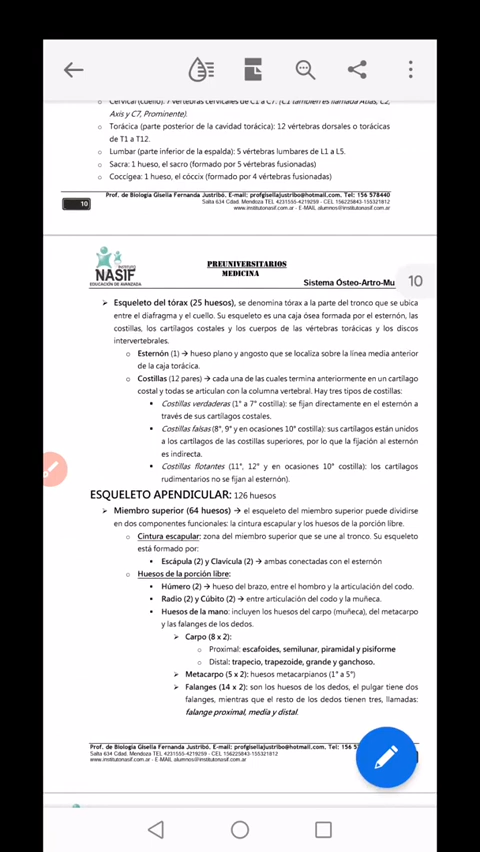 o Cervical (cuello): 7 vértebras cervicales de C1 a C7. (C1 también es llamada Atlas, C2,
Axis y C7, Prominente).
o Torácica (parte posterior de la cavidad torácica): 12 vértebras dorsales o torácicas
de T1 a T12.
o Lumbar (parte inferior de la espalda): 5 vértebras lumbares de L1 a L5.
o Sacra: 1 hueso, el sacro (formado por 5 vértebras fusionadas)
o Coccígea: 1 hueso, el cóccix (formado por 4 vértebras fusionadas)
Prof. de Biología Gisella Fernanda Justribó, E-mail: profgisellajustribo@hotmail.com, Tel: 156 578440
10
Salta 634 Cdad. Mendoza TEL 4231555-4219259 - CEL 156225843-155321812
www.institutonasif.com.ar - E-MAIL alumnos@institutonasif.com.ar
INSTITUTO
NASIF
EDUCACIÓN DE AVANZADA
PREUNIVERSITARIOS
MEDICINA
Sistema Ósteo-Artro-Mu
10
➤ Esqueleto del tórax (25 huesos), se denomina tórax a la parte del tronco que se ubica
entre el diafragma y el cuello. Su esqueleto es una caja ósea formada por el esternón, las
costillas, los cartílagos costales y los cuerpos de las vértebras torácicas y los discos
intervertebrales.
o Esternón (1) → hueso plano y angosto que se localiza sobre la línea media anterior
de la caja torácica.
o Costillas (12 pares) → cada una de las cuales termina anteriormente en un cartílago
costal y todas se articulan con la columna vertebral. Hay tres tipos de costillas:
▪ Costillas verdaderas (1° a 7° costilla): se fijan directamente en el esternón a
través de sus cartílagos costales.
▪ Costillas falsas (8°, 9° y en ocasiones 10° costilla): sus cartílagos están unidos
a los cartílagos de las costillas superiores, por lo que la fijación al esternón
es indirecta.
▪ Costillas flotantes (11°, 12° y en ocasiones 10° costilla): los cartílagos
rudimentarios no se fijan al esternón).
ESQUELETO APENDICULAR: 126 huesos
➤ Miembro superior (64 huesos) → el esqueleto del miembro superior puede dividirse
en dos componentes funcionales: la cintura escapular y los huesos de la porción libre.
o Cintura escapular: zona del miembro superior que se une al tronco. Su esqueleto
está formado por:
▪ Escápula (2) y Clavícula (2) → ambas conectadas con el esternón
o Huesos de la porción libre:
▪ Húmero (2) → hueso del brazo, entre el hombro y la articulación del codo.
▪ Radio (2) y Cúbito (2) → entre articulación del codo y la muñeca.
▪ Huesos de la mano: incluyen los huesos del carpo (muñeca), del metacarpo
y las falanges de los dedos.
➤ Carpo (8 x 2):
o Proximal: escafoides, semilunar, piramidal y pisiforme
o Distal: trapecio, trapezoide, grande y ganchoso.
➤ Metacarpo (5 x 2): huesos metacarpianos (1° a 5°)
➤ Falanges (14 x 2): son los huesos de los dedos, el pulgar tiene dos
falanges, mientras que el resto de los dedos tienen tres, llamadas:
falange proximal, media y distal.
Prof. de Biología Gisella Fernanda Justribó, E-mail: profgisellajustribo@hotmail.com, Tel: 156 5
Salta 634 Cdad. Mendoza TEL 4231555-4219259 - CEL 156225843-155321812
www.institutonasif.com.ar - E-MAIL alumnos@institutonasif.com.ar